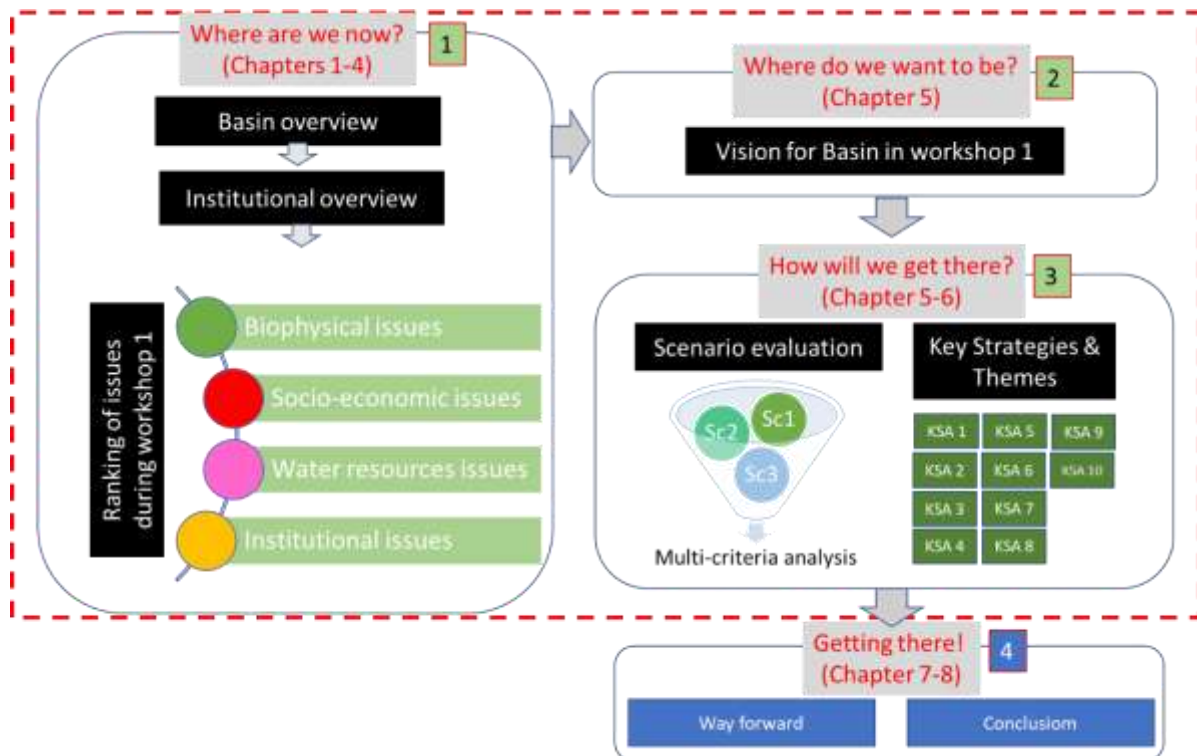 Where are we now?
(Chapters 1-4)
1
Basin overview
Institutional overview
Ranking of issues
during workshop 1
Biophysical issues
Socio-economic issues
Water resources issues
Institutional issues
Where do we want to be?
(Chapter 5)
2
Vision for Basin in workshop 1
How will we get there?
(Chapter 5-6)
3
Scenario evaluation
Sc1
Sc2
Sc3
Multi-criteria analysis
Key Strategies &
Themes
KSA 1
KSA 2
KSA 3
KSA 4
KSA 5
KSA 6
KSA 7
KSA 8
KSA 9
KSA 10
Getting there!
(Chapter 7-8)
4
Way forward
Conclusiom